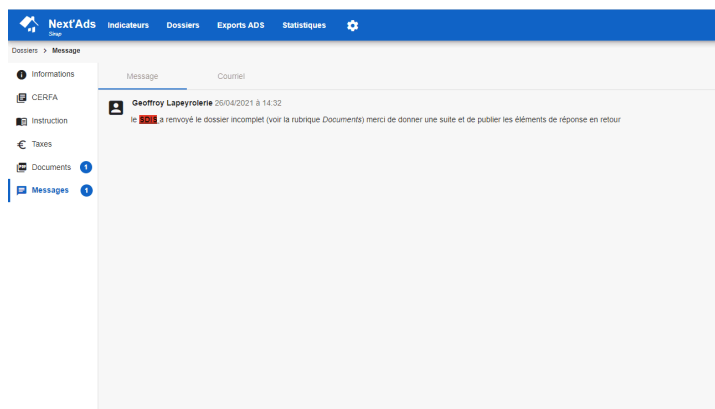 Next'Ads
Sirap
Indicateurs Dossiers Exports ADS Statistiques
Dossiers > Message
Informations
CERFA
Instruction
Taxes
Documents 1
Messages 1
Message Courriel
Geoffroy Lapeyrolerie 26/04/2021 à 14:32
le SDIS a renvoyé le dossier incomplet (voir la rubrique Documents) merci de donner une suite et de publier les éléments de réponse en retour